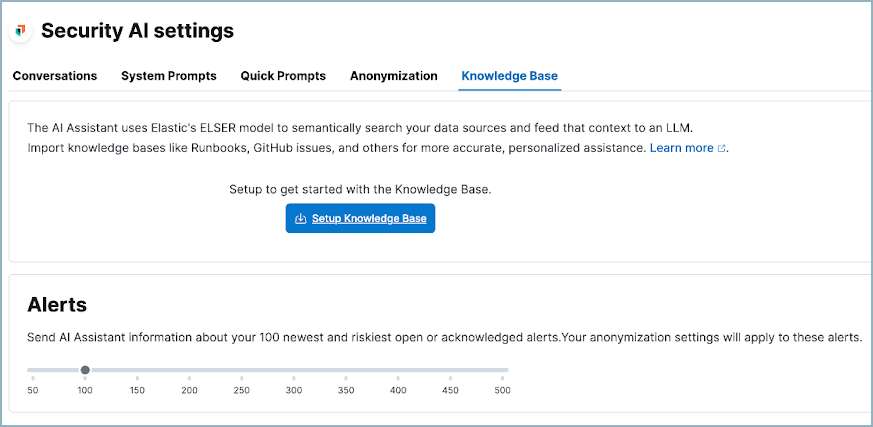 Security AI settings
Conversations System Prompts Quick Prompts Anonymization Knowledge Base
The AI Assistant uses Elastic's ELSER model to semantically search your data sources and feed that context to an LLM.
Import knowledge bases like Runbooks, GitHub issues, and others for more accurate, personalized assistance. Learn more.
Setup to get started with the Knowledge Base.
Setup Knowledge Base
Alerts
Send AI Assistant information about your 100 newest and riskiest open or acknowledged alerts.Your anonymization settings will apply to these alerts.
50 100 150 200 250 300 350 400 450 500